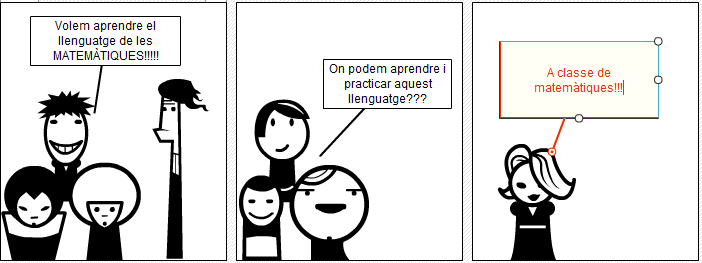 Volem aprendre el
llenguatge de les
MATEMÀTIQUES!!!!!
On podem aprendre i
practicar aquest
llenguatge???
A classe de
matemàtiques!!!